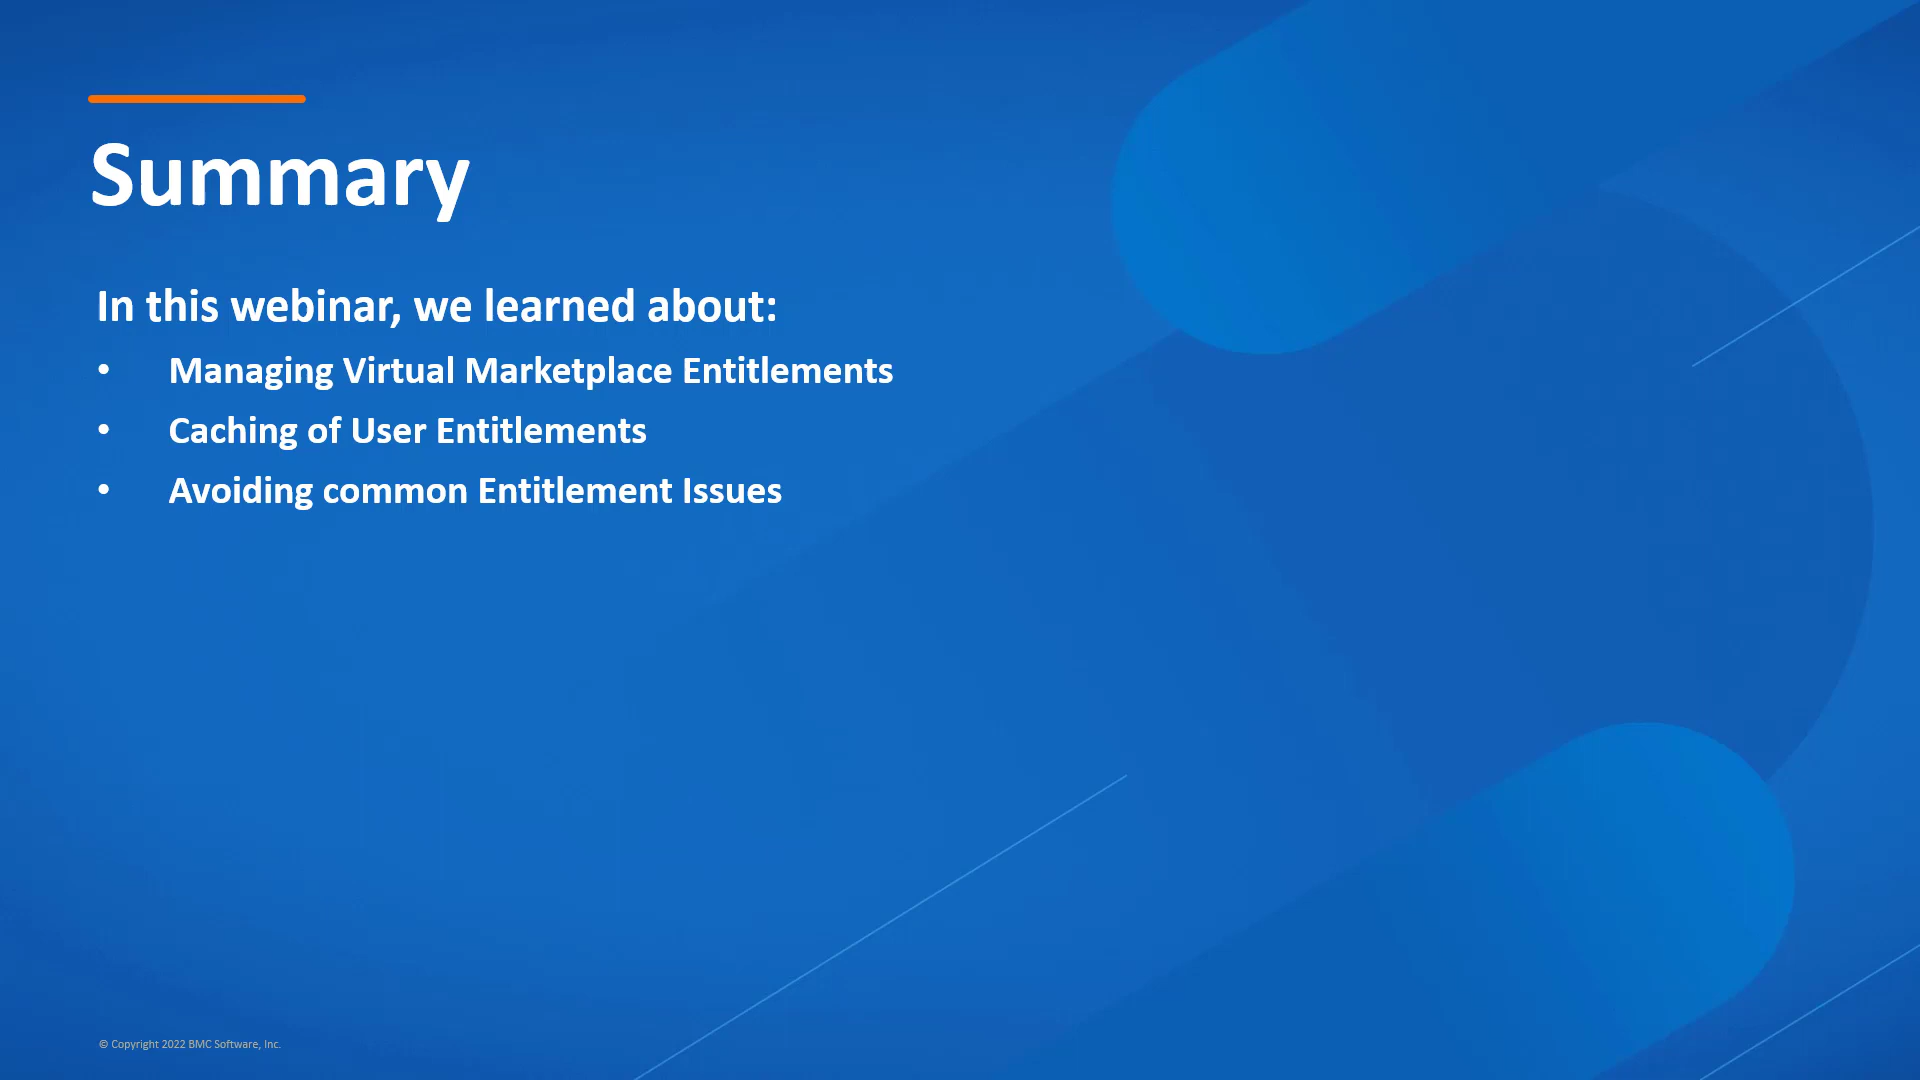 Summary
In this webinar, we learned about:
• Managing Virtual Marketplace Entitlements
• Caching of User Entitlements
• Avoiding common Entitlement Issues
© Copyright 2022 BMC Software, Inc.